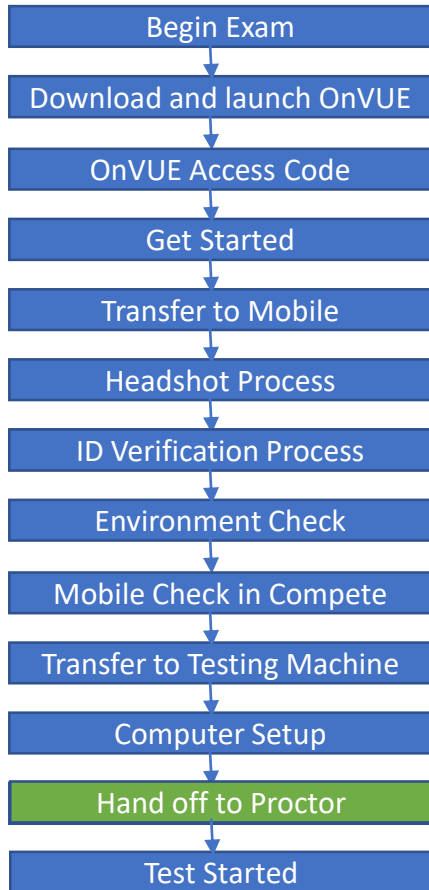 Begin Exam
Download and launch OnVUE
OnVUE Access Code
Get Started
Transfer to Mobile
Headshot Process
ID Verification Process
Environment Check
Mobile Check in Compete
Transfer to Testing Machine
Computer Setup
Hand off to Proctor
Test Started